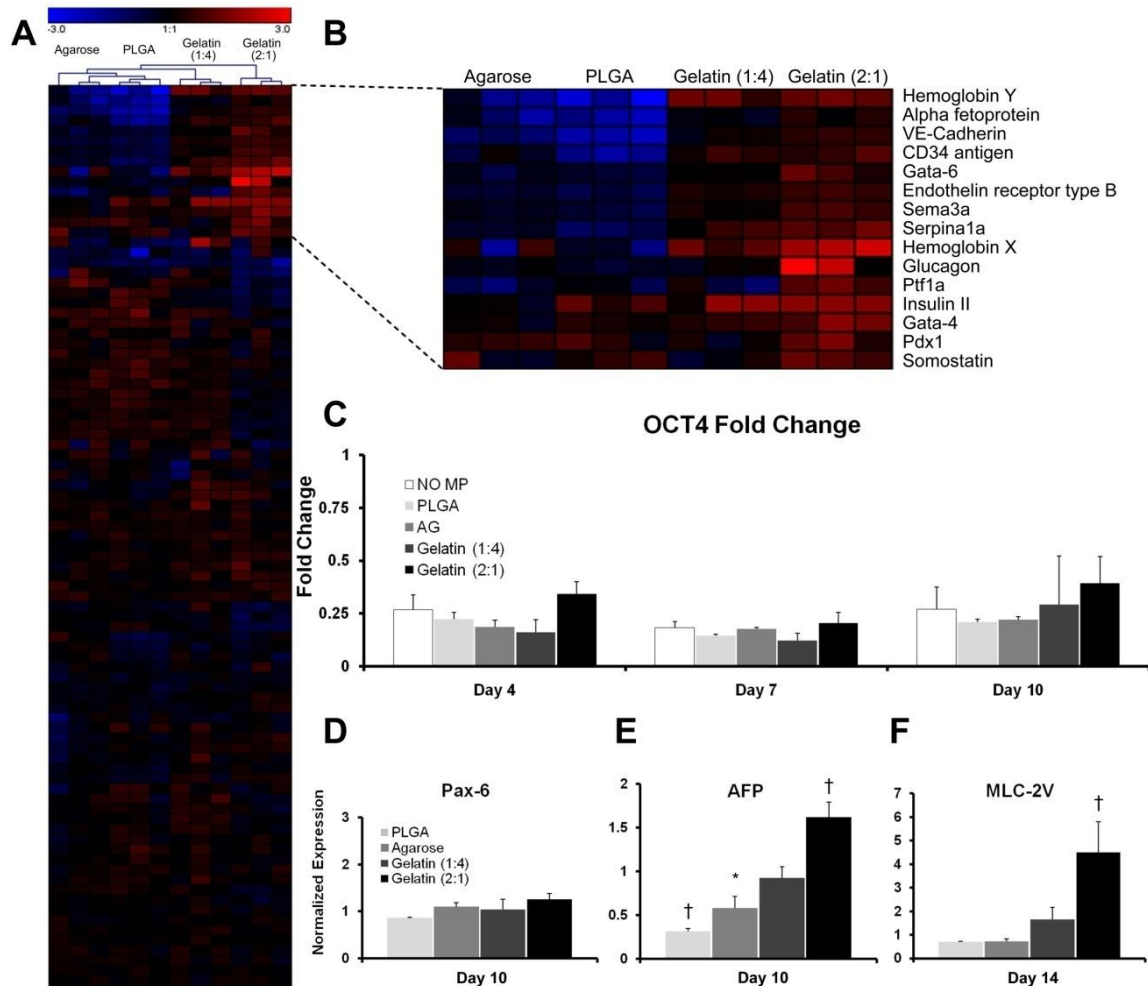 A
-3.0 1:1 3.0
Agarose PLGA Gelatin (1:4) Gelatin (2:1)
B
Agarose PLGA Gelatin (1:4) Gelatin (2:1)
Hemoglobin Y
Alpha fetoprotein
VE-Cadherin
CD34 antigen
Gata-6
Endothelin receptor type B
Sema3a
Serpina1a
Hemoglobin X
Glucagon
Ptf1a
Insulin II
Gata-4
Pdx1
Somostatin
C
OCT4 Fold Change
Fold Change
1
0.75
0.5
0.25
0
NO MP
PLGA
AG
Gelatin (1:4)
Gelatin (2:1)
Day 4 Day 7 Day 10
D
Pax-6
Normalized Expression
3
2
1
0
PLGA
Agarose
Gelatin (1:4)
Gelatin (2:1)
Day 10
E
AFP
2
1.5
1
0.5
0
† * †
Day 10
F
MLC-2V
7
6
5
4
3
2
1
0
†
Day 14